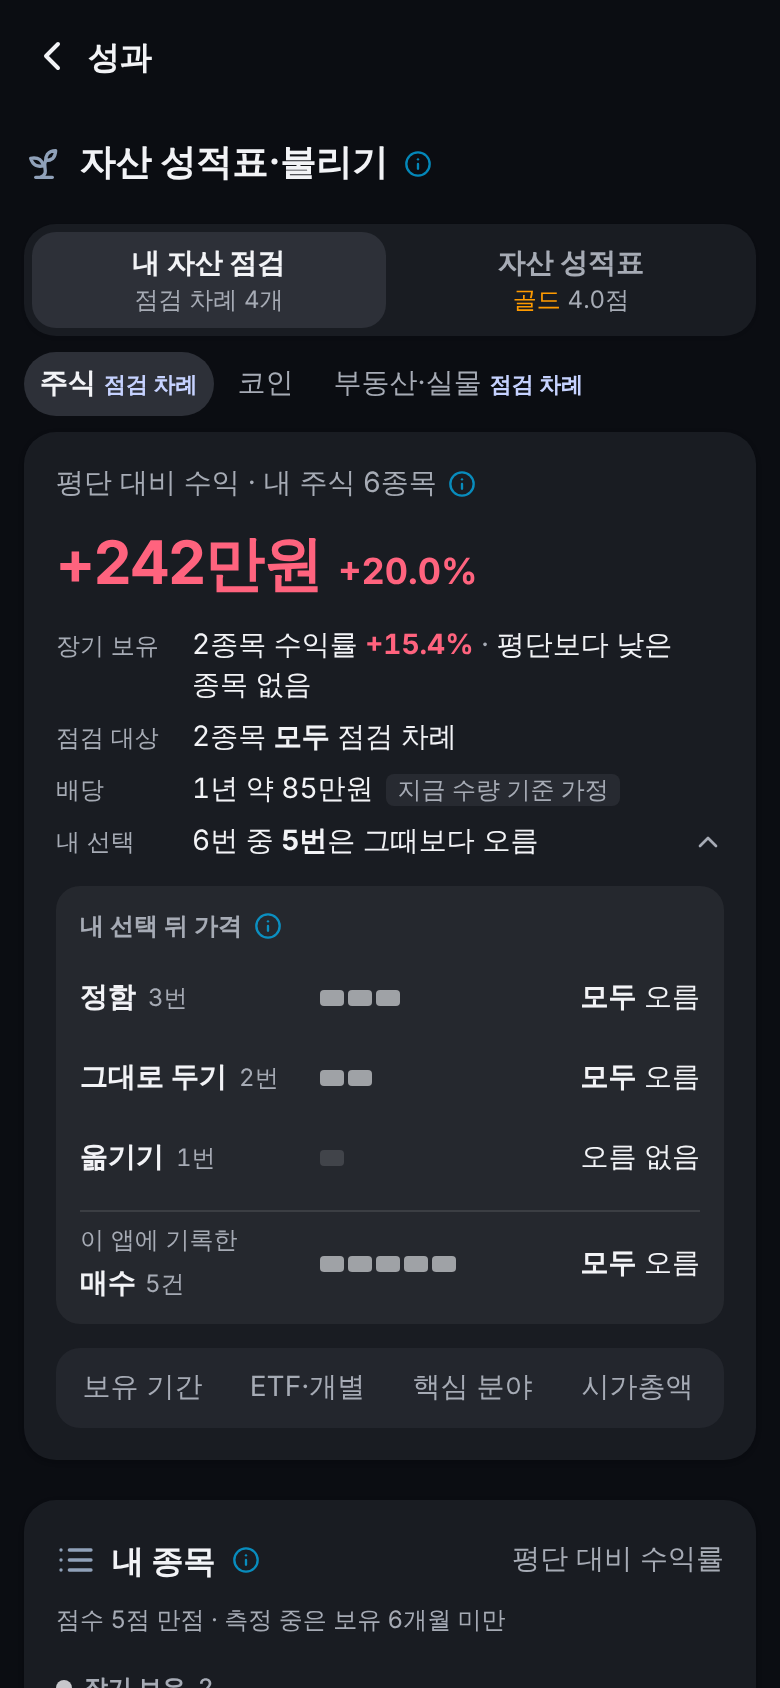 성과
자산 성적표·불리기
내 자산 점검
점검 차례 4개
자산 성적표
골드 4.0점
주식 점검 차례
코인
부동산·실물 점검 차례
평단 대비 수익 · 내 주식 6종목
+242만원 +20.0%
장기 보유 2종목 수익률 +15.4% · 평단보다 낮은
종목 없음
점검 대상 2종목 모두 점검 차례
배당 1년 약 85만원 지금 수량 기준 가정
내 선택 6번 중 5번은 그때보다 오름
내 선택 뒤 가격
정함 3번 모두 오름
그대로 두기 2번 모두 오름
옮기기 1번 오름 없음
이 앱에 기록한
매수 5건 모두 오름
보유 기간 ETF·개별 핵심 분야 시가총액
내 종목 평단 대비 수익률
점수 5점 만점 · 측정 중은 보유 6개월 미만
장기 보유 2